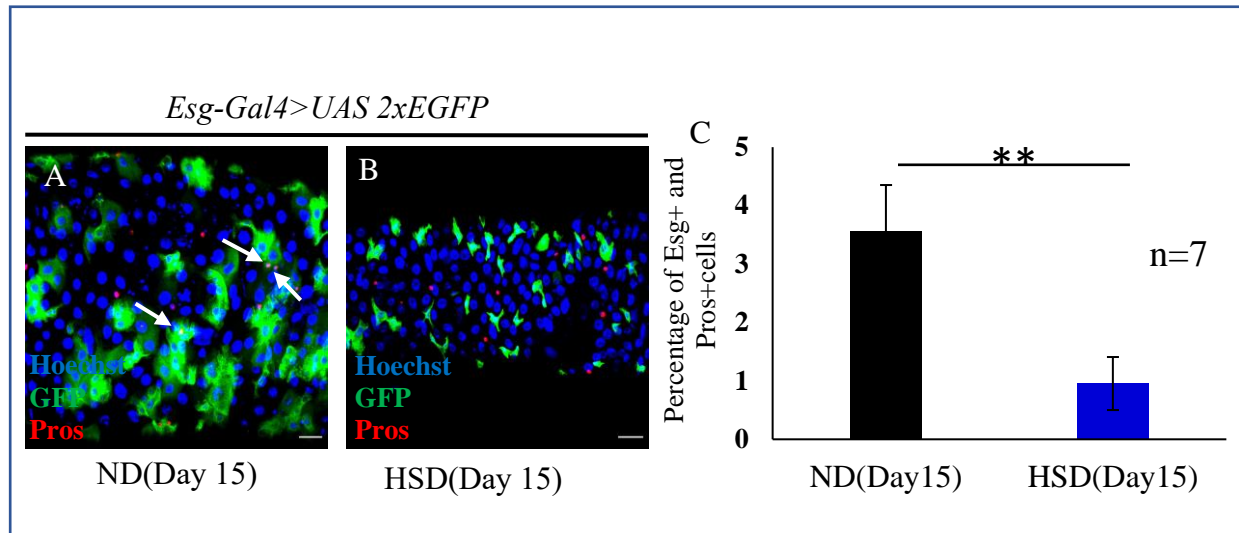 Esg-Gal4>UAS 2xEGFP
A
Hoechst
GFP
Pros
ND(Day 15)
B
Hoechst
GFP
Pros
HSD(Day 15)
C
Percentage of Esg+ and
Pros+cells
5
4
3
2
1
0
**
n=7
ND(Day15)
HSD(Day15)